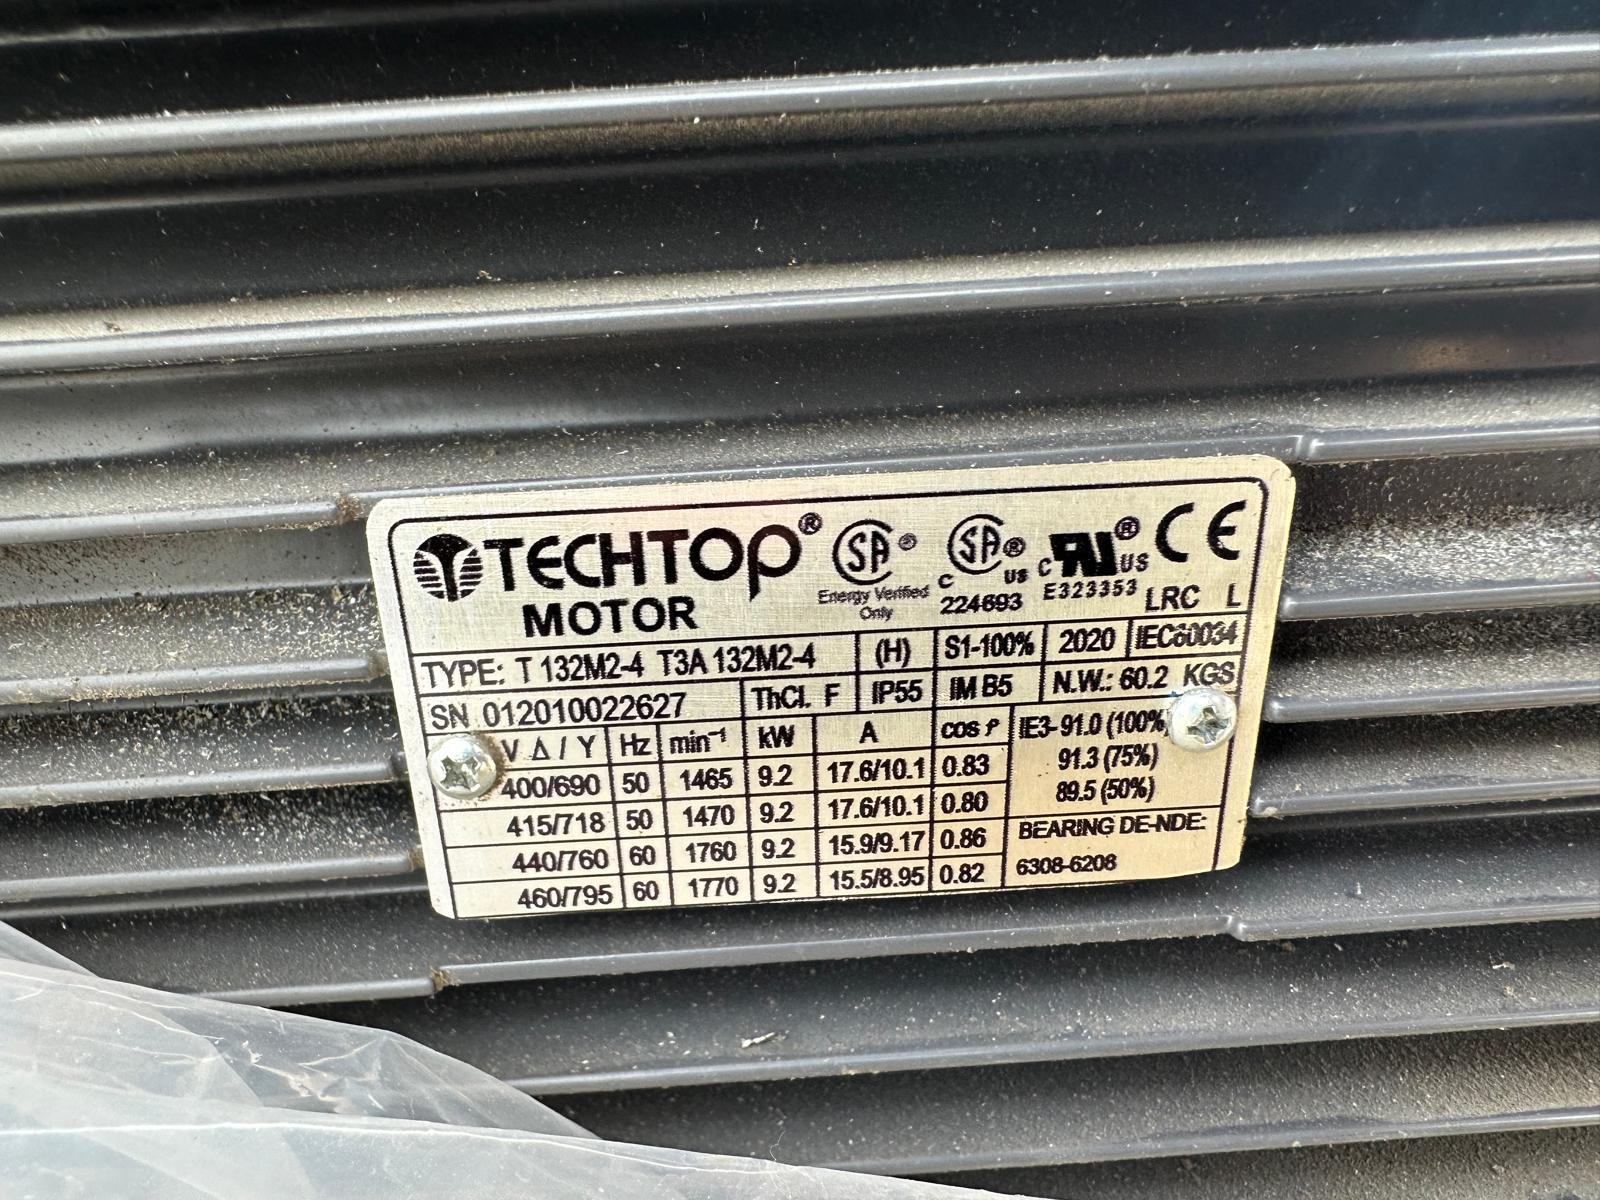 TECHTOP®
MOTOR
SA ® Energy Verified Only
C SA ® US 224693
C RU ® US E323353
CE
LRC L
TYPE: T 132M2-4 T3A 132M2-4 (H) S1-100% 2020 IEC60034
SN 012010022627 ThCl. F IP55 IM B5 N.W.: 60.2 KGS
V Δ / Y Hz min⁻¹ kW A cos φ IE3- 91.0 (100%)
400/690 50 1465 9.2 17.6/10.1 0.83 91.3 (75%)
415/718 50 1470 9.2 17.6/10.1 0.80 89.5 (50%)
440/760 60 1760 9.2 15.9/9.17 0.86 BEARING DE-NDE:
460/795 60 1770 9.2 15.5/8.95 0.82 6308-6208